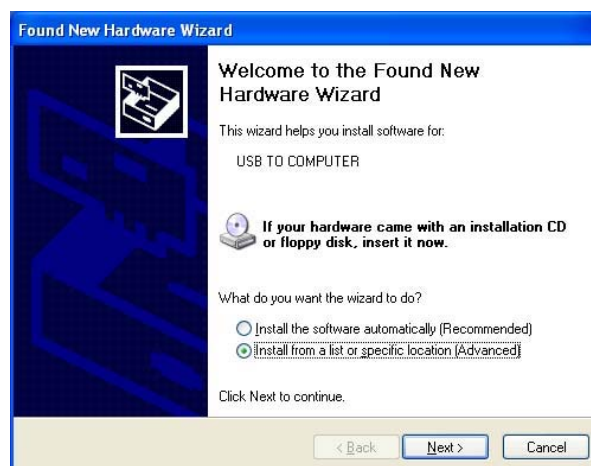 Found New Hardware Wizard
Welcome to the Found New
Hardware Wizard
This wizard helps you install software for:
USB TO COMPUTER
If your hardware came with an installation CD
or floppy disk, insert it now.
What do you want the wizard to do?
Install the software automatically (Recommended)
Install from a list or specific location (Advanced)
Click Next to continue.
< Back
Next >
Cancel